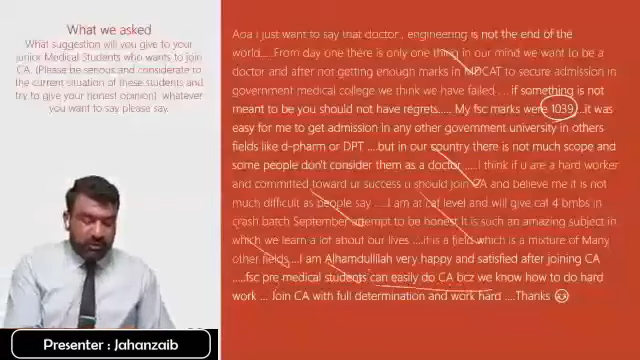 What we asked
What suggestion will you give to your
junior Medical Students who wants to join
CA. (Please be serious and considerate to
the current situation of these students and
try to give your honest opinion) whatever
you want to say please say.
Aoa i just want to say that doctor , engineering is not the end of the
world....From day one there is only one thing in our mind we want to be a
doctor and after not getting enough marks in MDCAT to secure admission in
government medical college we think we have failed ....if something is not
meant to be you should not have regrets..... My fsc marks were 1039...it was
easy for me to get admission in any other government university in others
fields like d-pharm or DPT ....but in our country there is not much scope and
some people don't consider them as a doctor ....I think if u are a hard worker
and committed toward ur success u should join CA and believe me it is not
much difficult as people say ....I am at caf level and will give caf 4 bmbs in
crash batch September attempt to be honest It is such an amazing subject in
which we learn a lot about our lives ....it is a field which is a mixture of Many
other fields ....I am Alhamdullilah very happy and satisfied after joining CA
....fsc pre medical students can easily do CA bcz we know how to do hard
work ... Join CA with full determination and work hard ....Thanks
Presenter : Jahanzaib